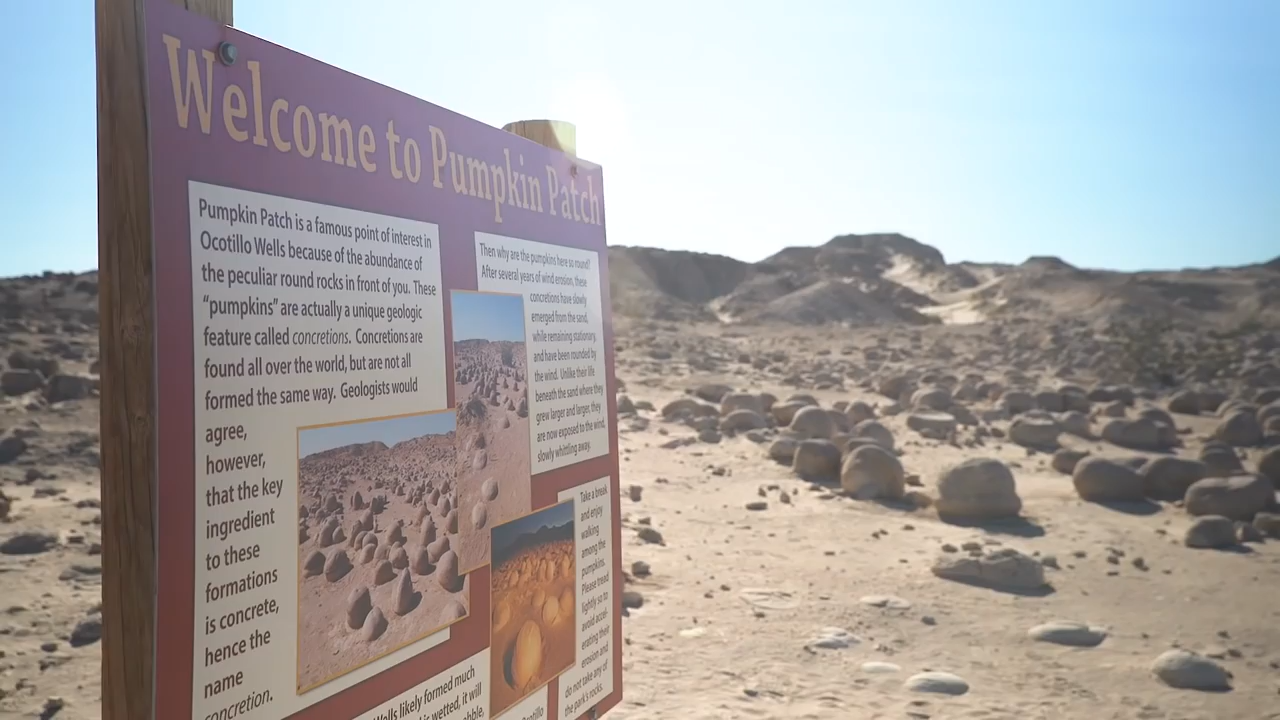 Welcome to Pumpkin Patch
Pumpkin Patch is a famous point of interest in
Ocotillo Wells because of the abundance of
the peculiar round rocks in front of you. These
“pumpkins” are actually a unique geologic
feature called concretions. Concretions are
found all over the world, but are not all
formed the same way. Geologists would
agree,
however,
that the key
ingredient
to these
formations
is concrete,
hence the
name
concretion.
Wells likely formed much
is wetted, it will
Then why are the pumpkins here so round?
After several years of wind erosion, these
concretions have slowly
emerged from the sand,
while remaining stationary,
and have been rounded by
the wind. Unlike their life
beneath the sand where they
grew larger and larger, they
are now exposed to the wind,
slowly whittling away.
Take a break
and enjoy
walking
among the
pumpkins.
Please tread
lightly so to
avoid accel-
erating their
erosion and
do not take any of
the park's rocks.